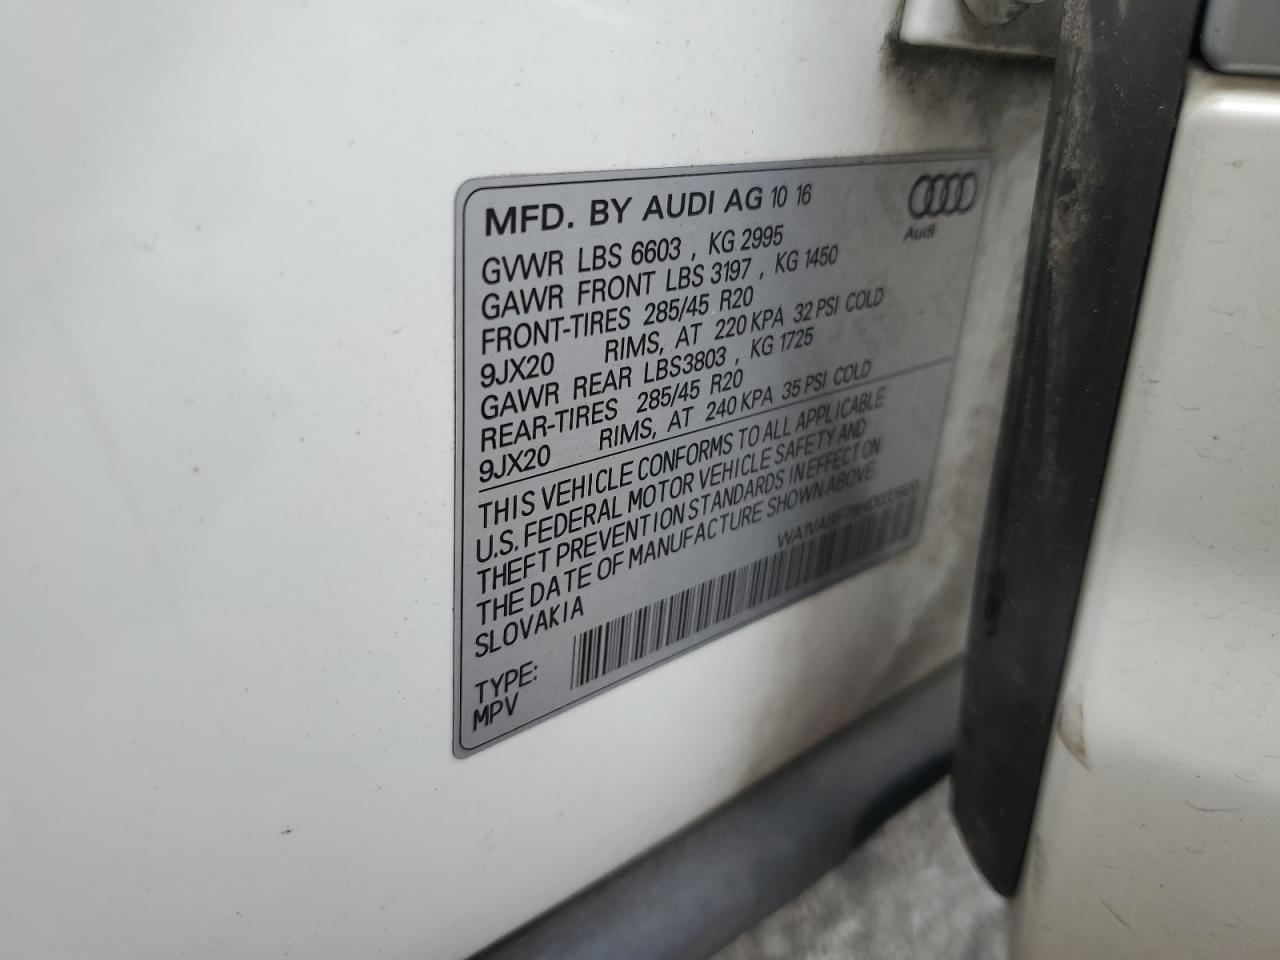 MFD. BY AUDI AG 10 16
Audi
GVWR LBS 6603 , KG 2995
GAWR FRONT LBS 3197 , KG 1450
FRONT-TIRES 285/45 R20
9JX20 RIMS, AT 220 KPA 32 PSI COLD
GAWR REAR LBS3803 , KG 1725
REAR-TIRES 285/45 R20
9JX20 RIMS, AT 240 KPA 35 PSI COLD
THIS VEHICLE CONFORMS TO ALL APPLICABLE
U.S. FEDERAL MOTOR VEHICLE SAFETY AND
THEFT PREVENTION STANDARDS IN EFFECT ON
THE DATE OF MANUFACTURE SHOWN ABOVE.
SLOVAKIA
TYPE:
MPV